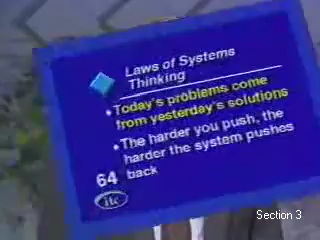 Laws of Systems
Thinking
•Today's problems come
from yesterday's solutions
•The harder you push, the
harder the system pushes
back
64
itc
Section 3